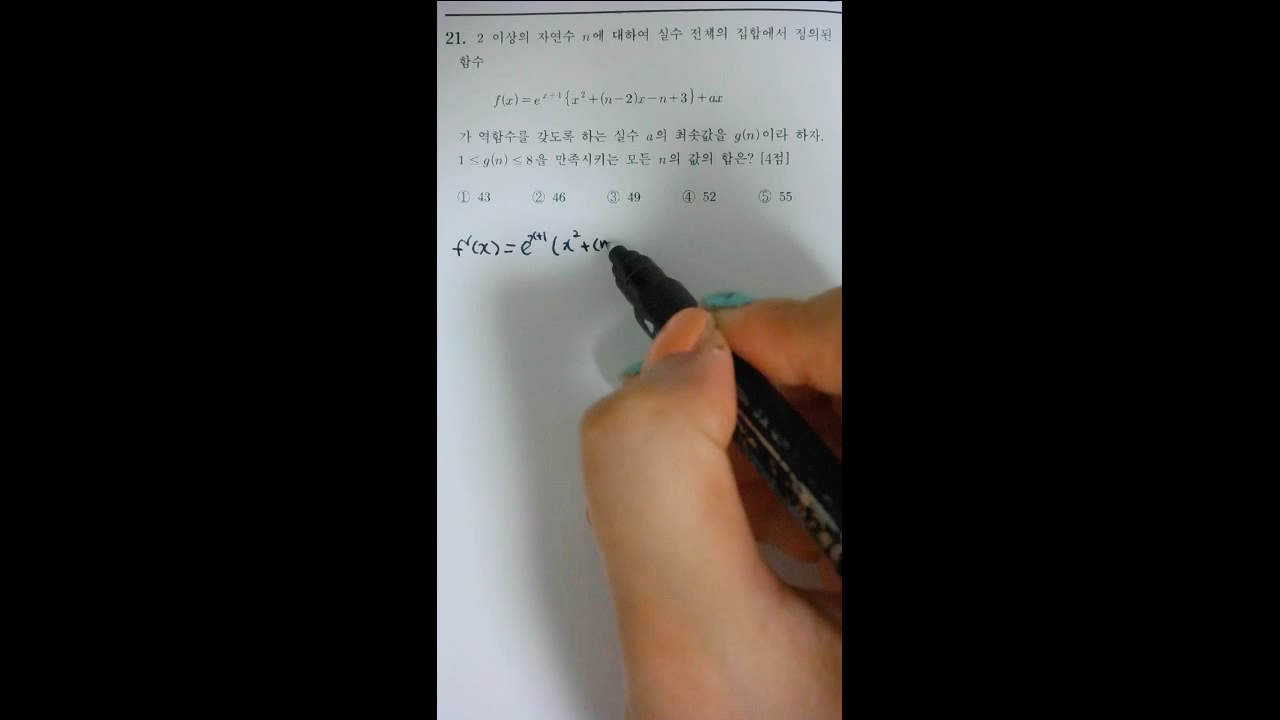 21. 2 이상의 자연수 n에 대하여 실수 전체의 집합에서 정의된
함수
f(x)=e^{x+1}{x^2+(n-2)x-n+3}+ax
가 역함수를 갖도록 하는 실수 a의 최솟값을 g(n)이라 하자.
1≤g(n)≤8을 만족시키는 모든 n의 값의 합은? [4점]
① 43 ② 46 ③ 49 ④ 52 ⑤ 55
f'(x)=e^{x+1}(x^2+(n